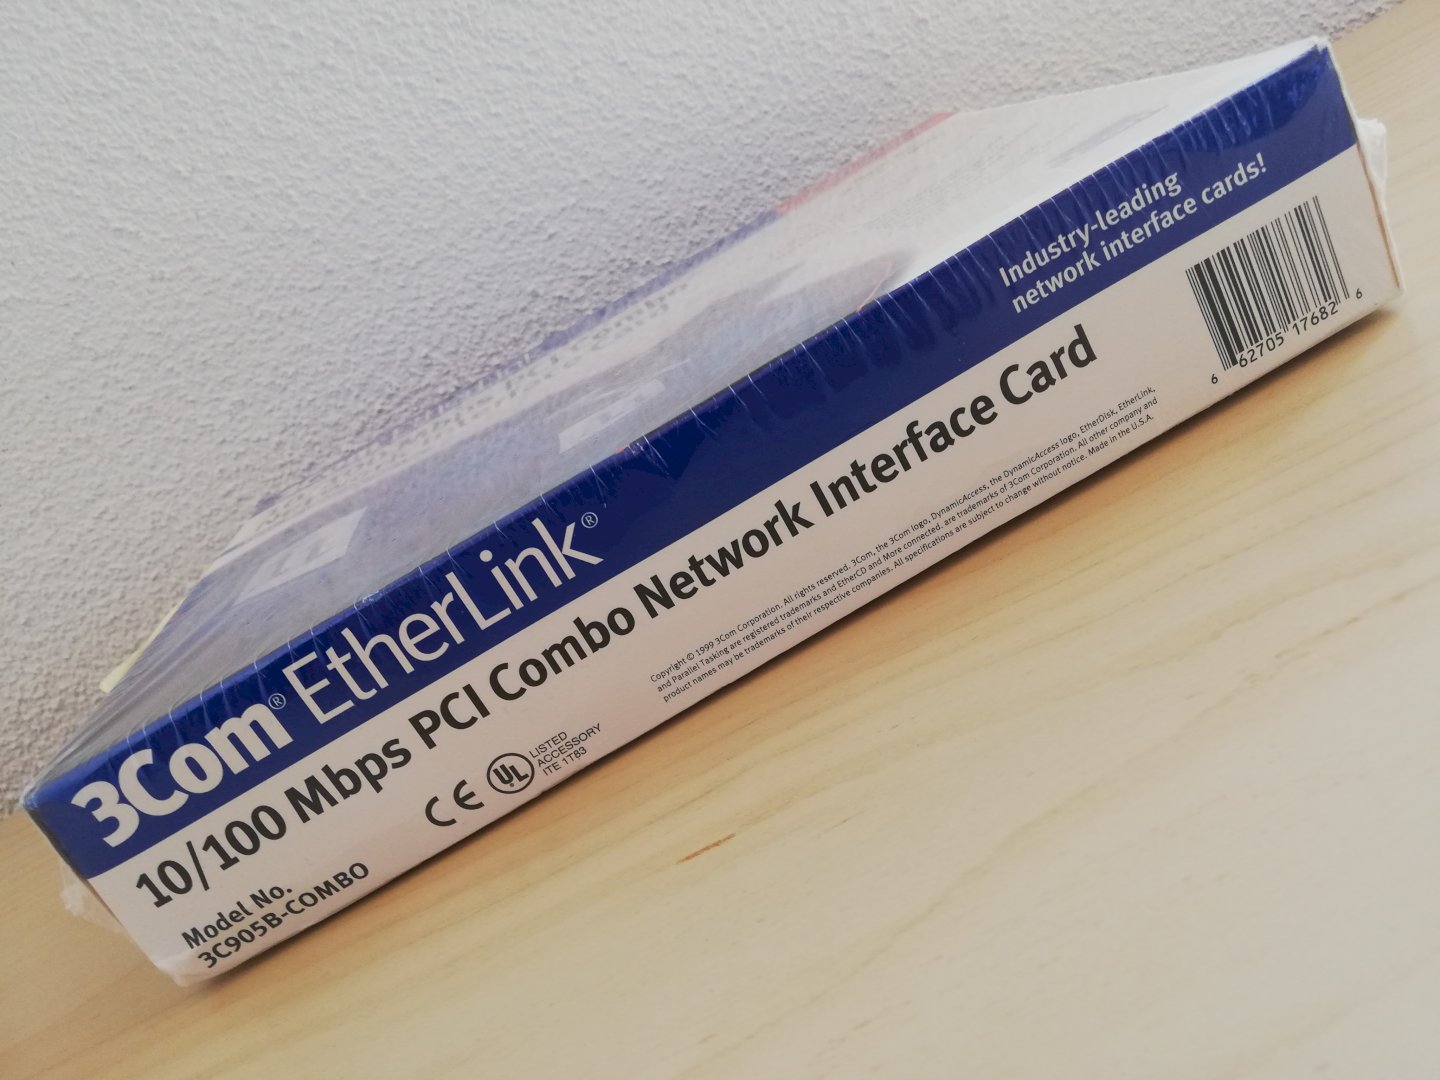 3Com® EtherLink®
Industry-leading
network interface cards!
10/100 Mbps PCI Combo Network Interface Card
Model No.
3C905B-COMBO
CE
UL
LISTED
ACCESSORY
ITE 1T83
Copyright © 1999 3Com Corporation. All rights reserved. 3Com, the 3Com logo, DynamicAccess, the DynamicAccess logo, EtherDisk, EtherLink,
and Parallel Tasking are registered trademarks and EtherCD and More connected. are trademarks of 3Com Corporation. All other company and
product names may be trademarks of their respective companies. All specifications are subject to change without notice. Made in the U.S.A.
6 62705 17682 6